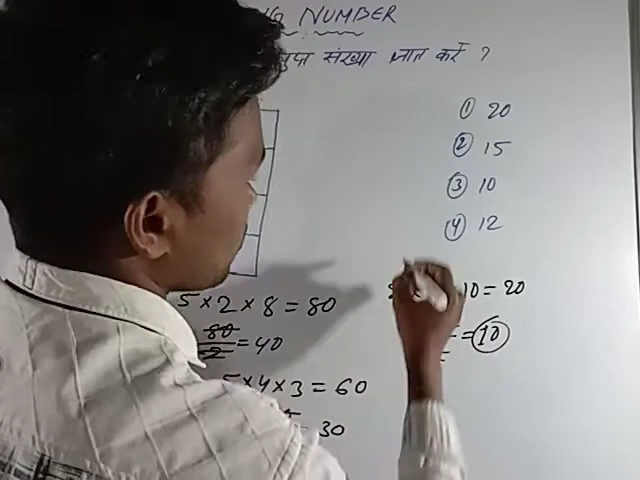 NUMBER
संख्या ज्ञात करें ?
① 20
② 15
③ 10
④ 12
5 × 2 × 8 = 80
80/2 = 40
5 × 4 × 3 = 60
30
10 = 20
= 10